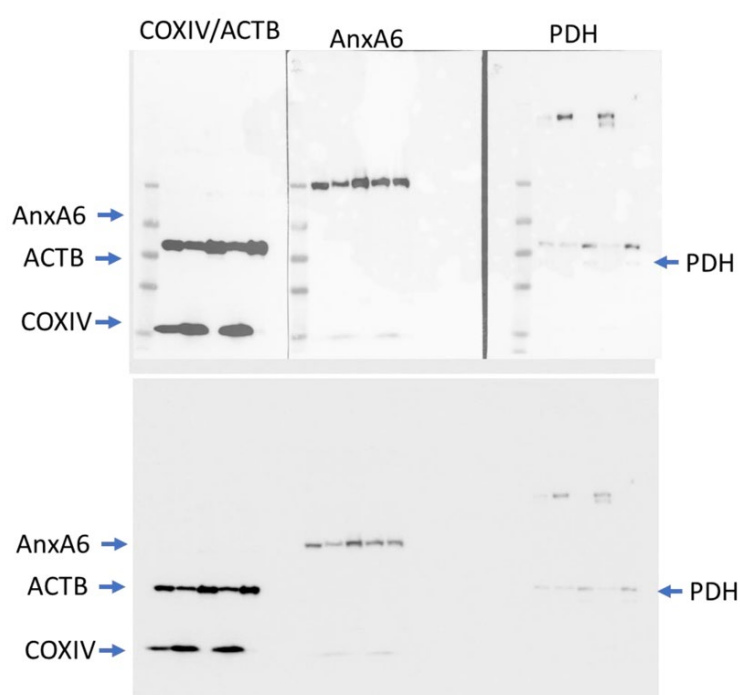 COXIV/ACTB
AnxA6
PDH
AnxA6
ACTB
COXIV
PDH
AnxA6
ACTB
COXIV
PDH